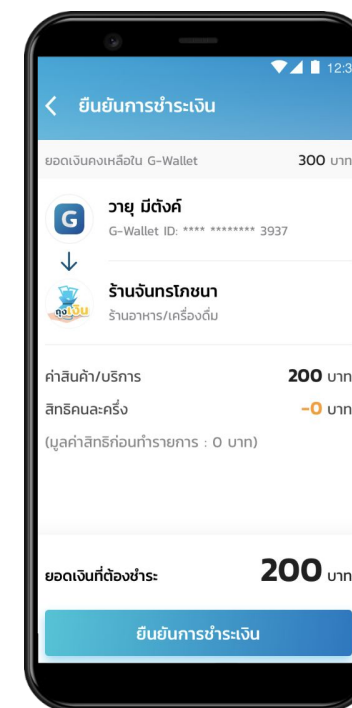 12:3
ยืนยันการชำระเงิน
ยอดเงินคงเหลือใน G-Wallet 300 บาท
G
วายุ มีตังค์
G-Wallet ID: **** ******** 3937
ถุงเงิน
ร้านจันทรโภชนา
ร้านอาหาร/เครื่องดื่ม
ค่าสินค้า/บริการ 200 บาท
สิทธิคนละครึ่ง -0 บาท
(มูลค่าสิทธิก่อนทำรายการ : 0 บาท)
ยอดเงินที่ต้องชำระ 200 บาท
ยืนยันการชำระเงิน